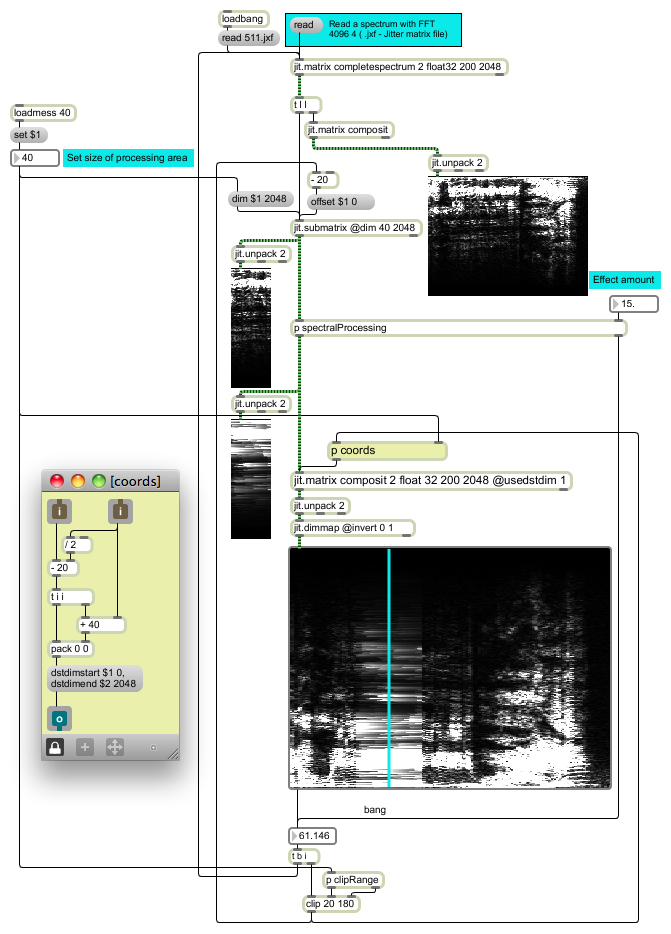 loadbang
read
Read a spectrum with FFT
4096 4 ( .jxf - Jitter matrix file)
read 511.jxf
jit.matrix completespectrum 2 float32 200 2048
t l l
loadmess 40
jit.matrix composit
set $1
40
Set size of processing area
jit.unpack 2
- 20
dim $1 2048
offset $1 0
jit.submatrix @dim 40 2048
jit.unpack 2
Effect amount
15.
p spectralProcessing
jit.unpack 2
p coords
[coords]
jit.matrix composit 2 float 32 200 2048 @usedstdim 1
i
i
jit.unpack 2
jit.dimmap @invert 0 1
/ 2
- 20
t i i
+ 40
pack 0 0
dstdimstart $1 0,
dstdimend $2 2048
o
bang
61.146
t b i
p clipRange
clip 20 180